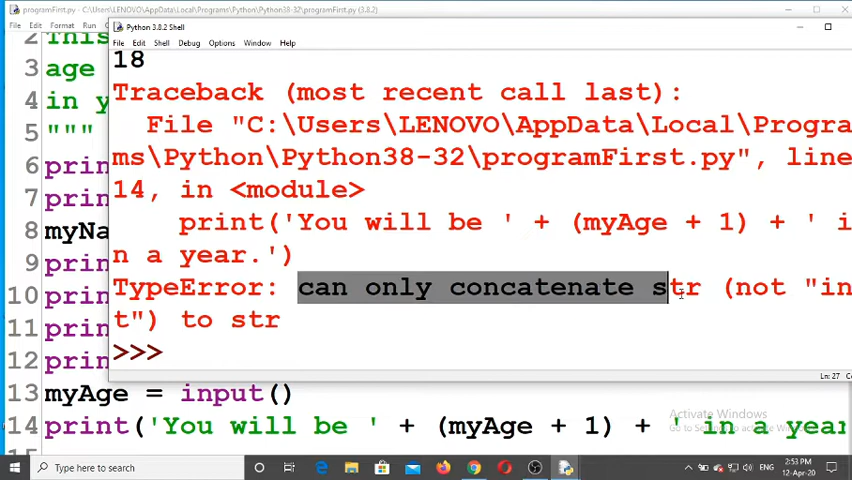 programFirst.py - C:\Users\LENOVO\AppData\Local\Programs\Python\Python38-32\programFirst.py (3.8.2)
File Edit Format Run
Python 3.8.2 Shell
File Edit Shell Debug Options Window Help
18
Traceback (most recent call last):
File "C:\Users\LENOVO\AppData\Local\Progra
ms\Python\Python38-32\programFirst.py", line
14, in <module>
print('You will be ' + (myAge + 1) + ' i
n a year.')
TypeError: can only concatenate str (not "in
t") to str
>>>
Ln: 27
2 This
3 age
4 in y
5 """
6 prin
7 prin
8 myNa
9 prin
10 prin
11 prin
12 prin
13 myAge = input()
14 print('You will be ' + (myAge + 1) + ' in a year
Activate Windows
Go to Settings to activate Windows.
Type here to search
ENG
2:53 PM
12-Apr-20